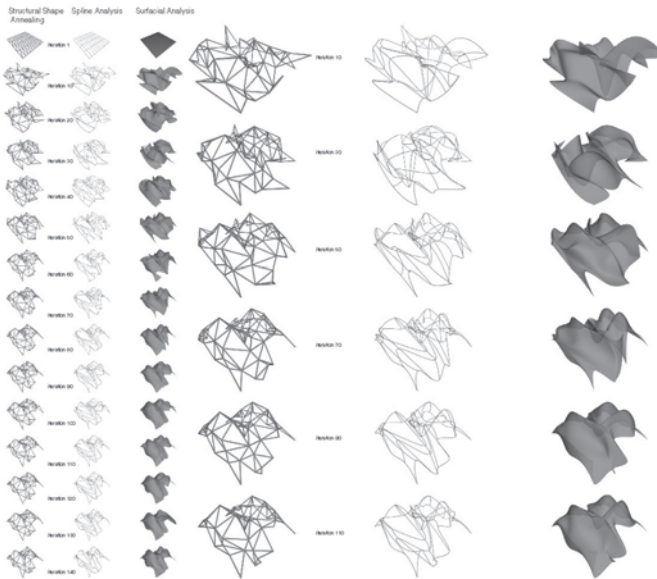 Structural Shape Annealing
Spline Analysis
Surfacial Analysis
Iteration 1
Iteration 10
Iteration 20
Iteration 30
Iteration 40
Iteration 50
Iteration 60
Iteration 70
Iteration 80
Iteration 90
Iteration 100
Iteration 110
Iteration 120
Iteration 130
Iteration 140
Iteration 10
Iteration 30
Iteration 50
Iteration 70
Iteration 90
Iteration 110